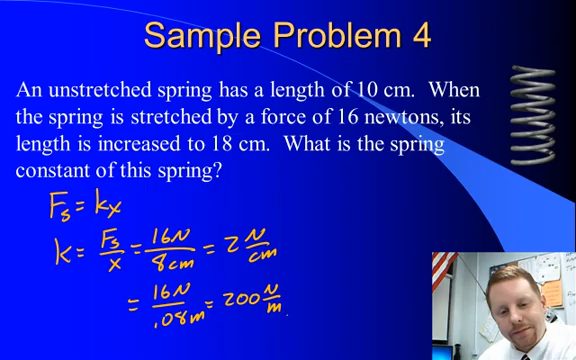 Sample Problem 4
An unstretched spring has a length of 10 cm. When
the spring is stretched by a force of 16 newtons, its
length is increased to 18 cm. What is the spring
constant of this spring?
Fs = kx
k = Fs/x = 16N/8cm = 2 N/cm
= 16N/.08m = 200 N/m